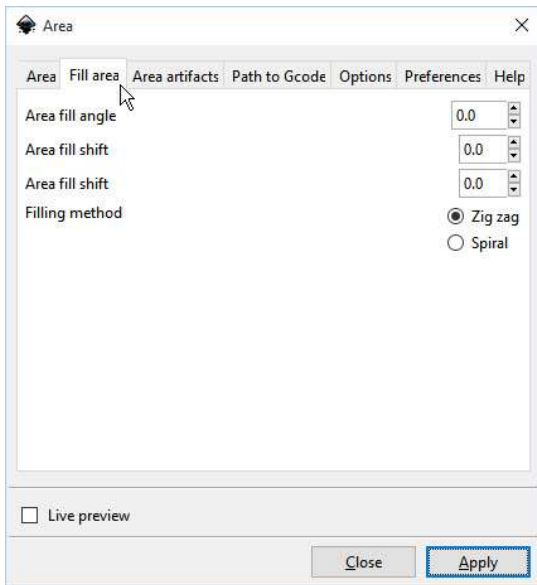 Area
Area Fill area Area artifacts Path to Gcode Options Preferences Help
Area fill angle 0.0
Area fill shift 0.0
Area fill shift 0.0
Filling method Zig zag
Spiral
Live preview
Close Apply